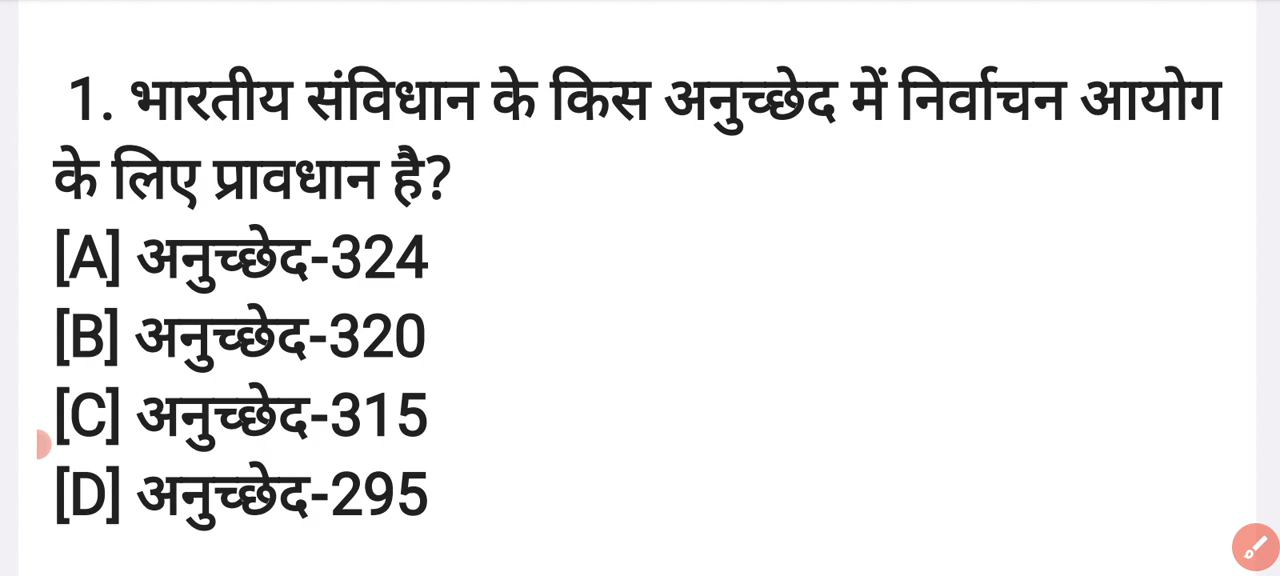 1. भारतीय संविधान के किस अनुच्छेद में निर्वाचन आयोग
के लिए प्रावधान है?
[A] अनुच्छेद-324
[B] अनुच्छेद-320
[C] अनुच्छेद-315
[D] अनुच्छेद-295